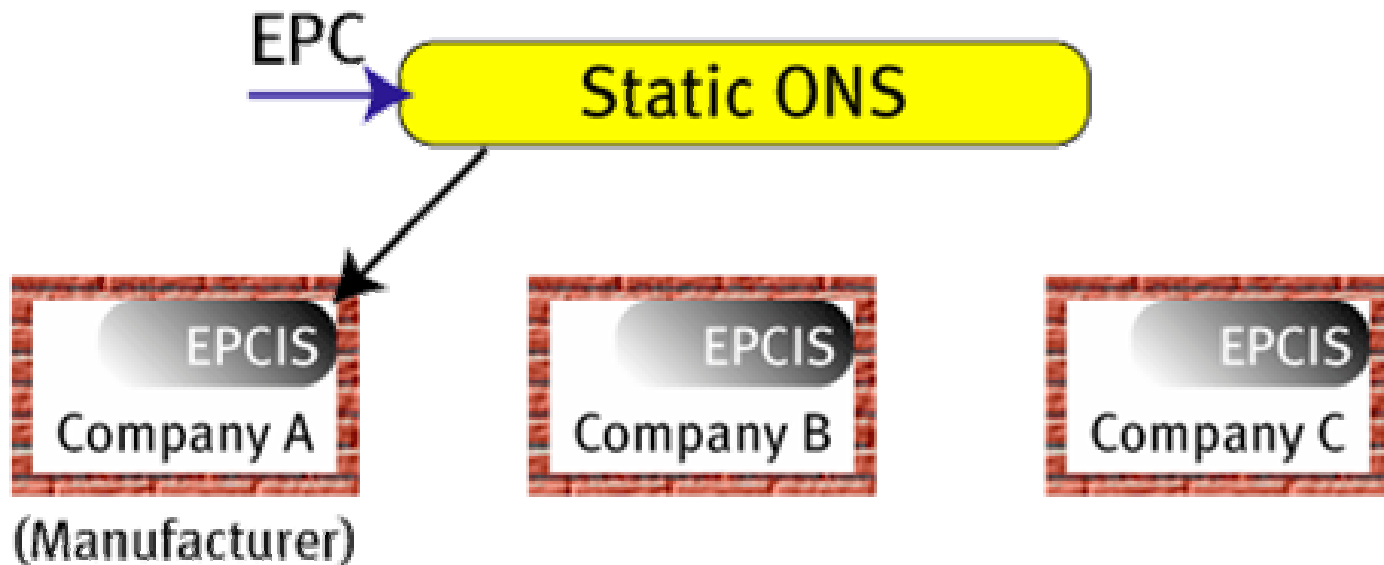 EPC
Static ONS
EPCIS
Company A
(Manufacturer)
EPCIS
Company B
EPCIS
Company C